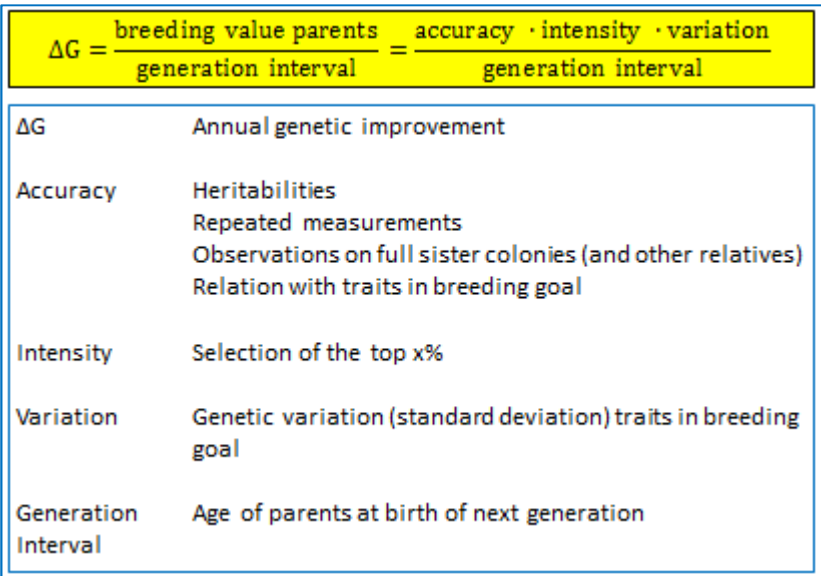 ΔG = breeding value parents / generation interval = accuracy · intensity · variation / generation interval
ΔG Annual genetic improvement
Accuracy Heritabilities
Repeated measurements
Observations on full sister colonies (and other relatives)
Relation with traits in breeding goal
Intensity Selection of the top x%
Variation Genetic variation (standard deviation) traits in breeding
goal
Generation Age of parents at birth of next generation
Interval